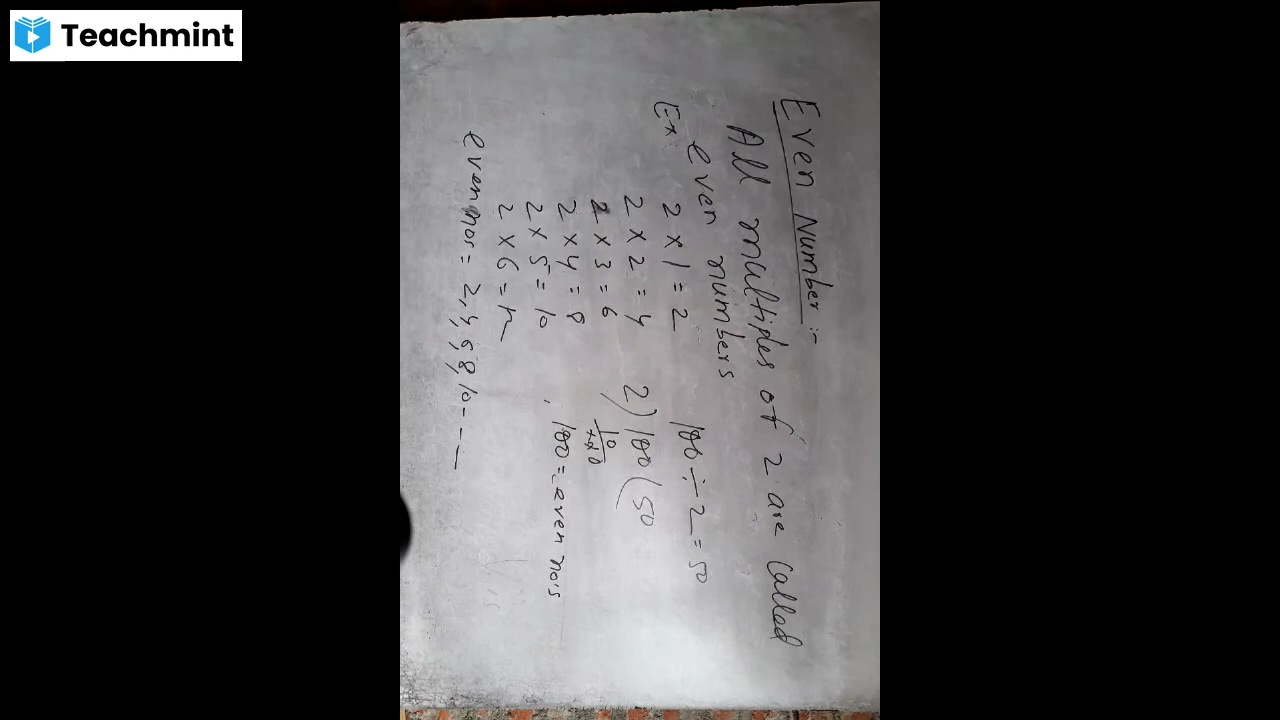 Teachmint
Even Number :-
All multiples of 2 are called
even numbers
Ex 2 × 1 = 2
2 × 2 = 4
2 × 3 = 6
2 × 4 = 8
2 × 5 = 10
2 × 6 = 12
100 ÷ 2 = 50
2 ) 100 ( 50
10
××0
100 = even no's
even nos = 2, 4, 6, 8, 10 - - —